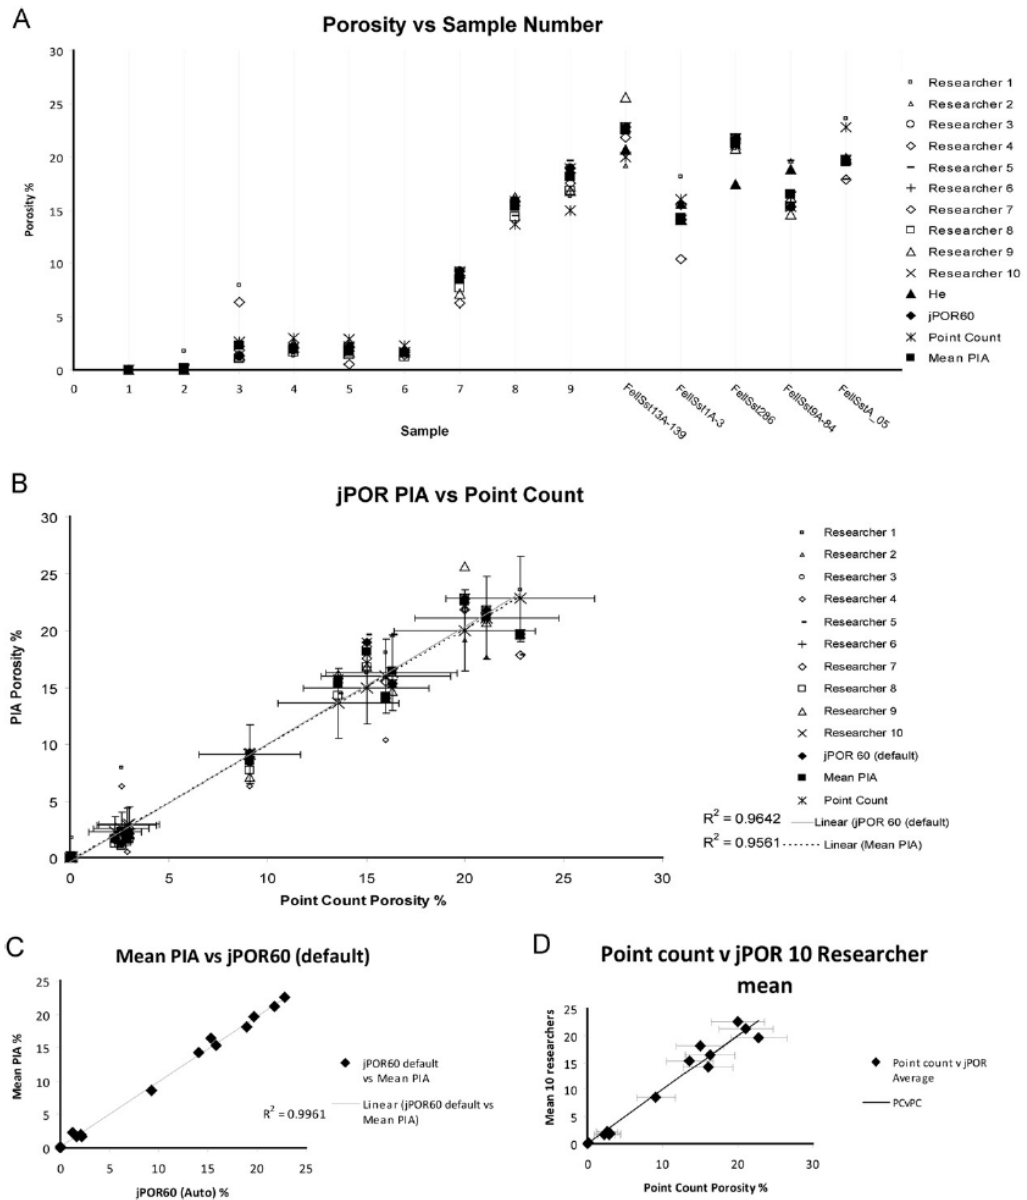 A
Porosity vs Sample Number
30
25
20
15
10
5
0
Porosity %
0 1 2 3 4 5 6 7 8 9 FellSst13A-139 FellSst1A-3 FellSst286 FellSst9A-84 FellSstA_05
Sample
Researcher 1
Researcher 2
Researcher 3
Researcher 4
Researcher 5
Researcher 6
Researcher 7
Researcher 8
Researcher 9
Researcher 10
He
jPOR60
Point Count
Mean PIA
B
jPOR PIA vs Point Count
30
25
20
15
10
5
0
PIA Porosity %
0 5 10 15 20 25 30
Point Count Porosity %
Researcher 1
Researcher 2
Researcher 3
Researcher 4
Researcher 5
Researcher 6
Researcher 7
Researcher 8
Researcher 9
Researcher 10
jPOR 60 (default)
Mean PIA
Point Count
R² = 0.9642 Linear (jPOR 60 (default)
R² = 0.9561 Linear (Mean PIA)
C
Mean PIA vs jPOR60 (default)
25
20
15
10
5
0
Mean PIA %
0 5 10 15 20 25
jPOR60 (Auto) %
R² = 0.9961
jPOR60 default
vs Mean PIA
Linear (jPOR60 default vs
Mean PIA)
D
Point count v jPOR 10 Researcher
mean
25
20
15
10
5
0
Mean 10 researchers
0 10 20 30
Point Count Porosity %
Point count v jPOR
Average
PCvPC